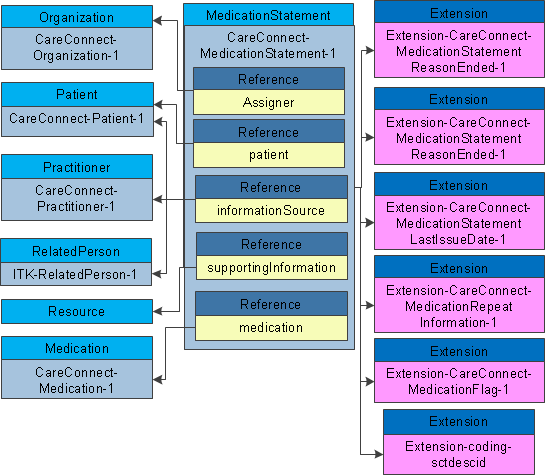 Organization
CareConnect-
Organization-1
Patient
CareConnect-Patient-1
Practitioner
CareConnect-
Practitioner-1
RelatedPerson
ITK-RelatedPerson-1
Resource
Medication
CareConnect-
Medication-1
MedicationStatement
CareConnect-
MedicationStatement-1
Reference
Assigner
Reference
patient
Reference
informationSource
Reference
supportingInformation
Reference
medication
Extension
Extension-CareConnect-
MedicationStatement
ReasonEnded-1
Extension
Extension-CareConnect-
MedicationStatement
ReasonEnded-1
Extension
Extension-CareConnect-
MedicationStatement
LastIssueDate-1
Extension
Extension-CareConnect-
MedicationRepeat
Information-1
Extension
Extension-CareConnect-
MedicationFlag-1
Extension
Extension-coding-
sctdescid